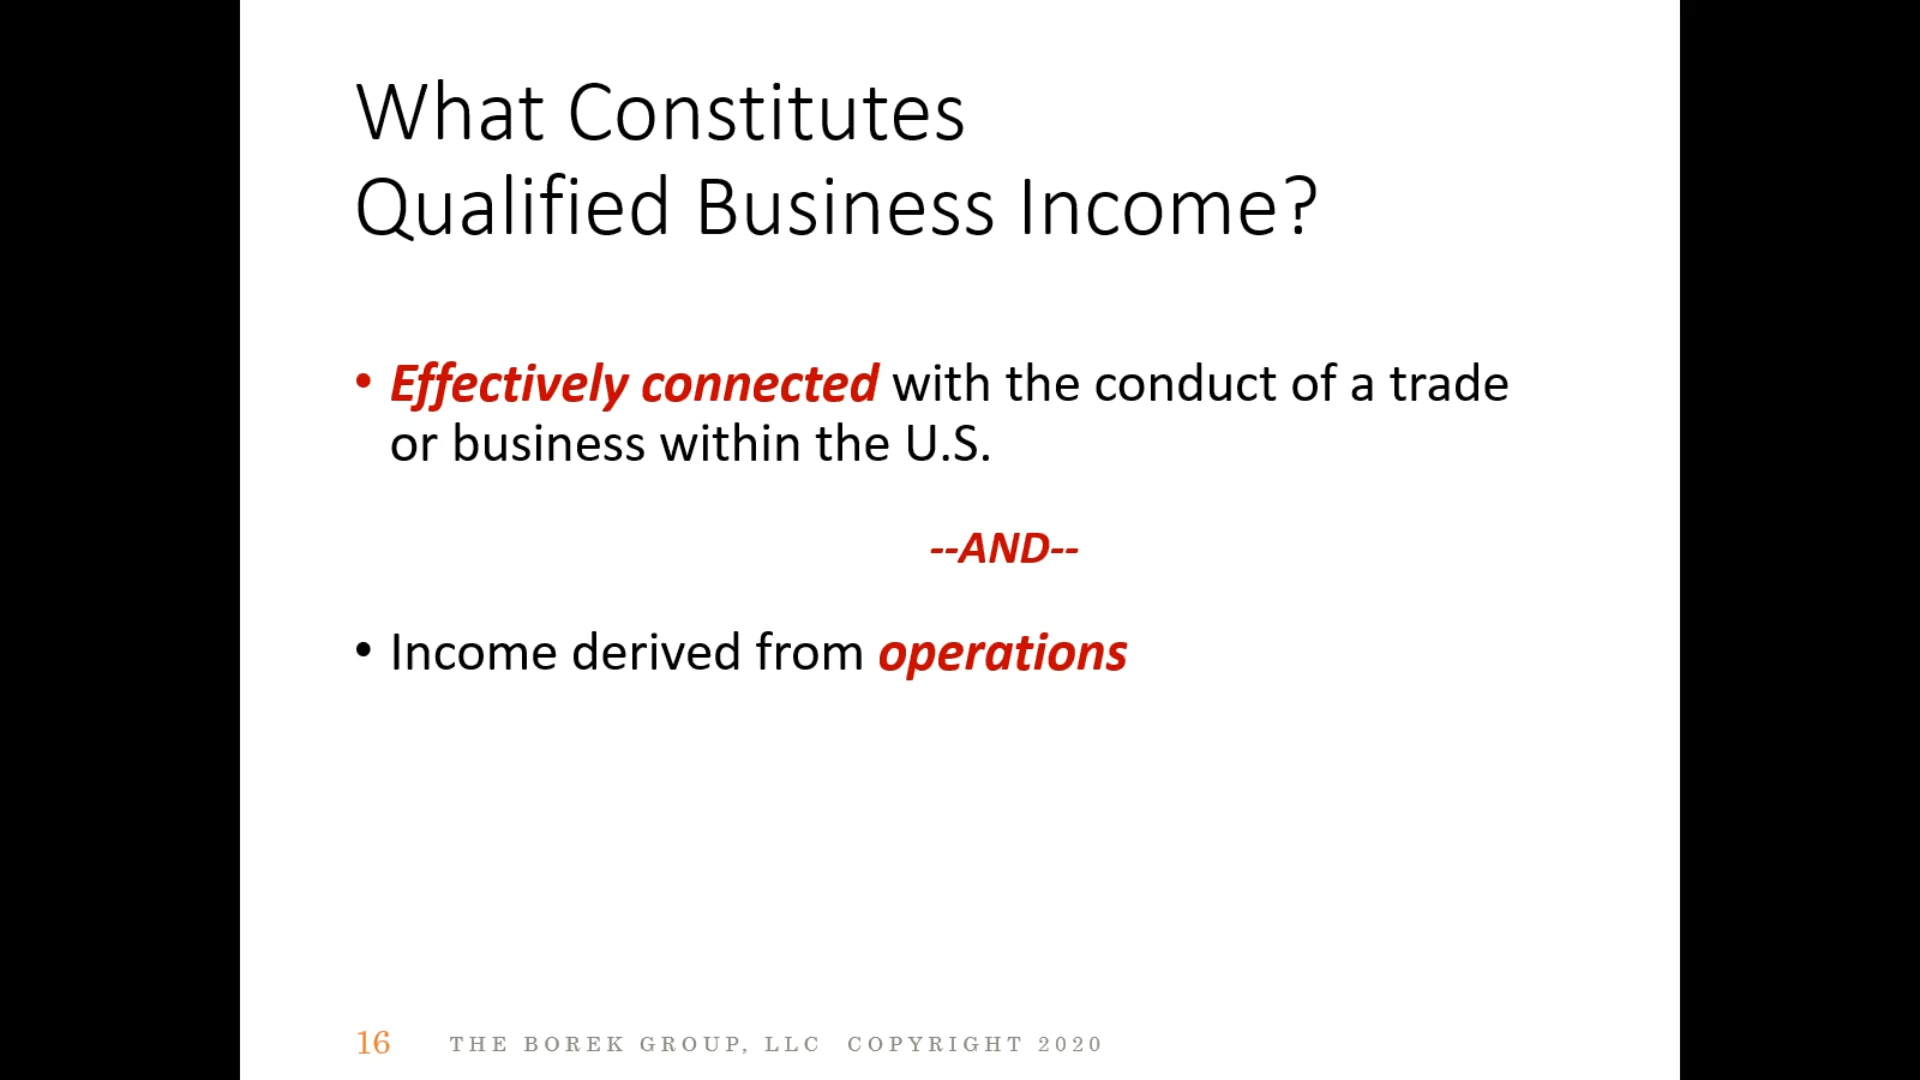 What Constitutes
Qualified Business Income?
• Effectively connected with the conduct of a trade
or business within the U.S.
--AND--
• Income derived from operations
16 THE BOREK GROUP, LLC COPYRIGHT 2020